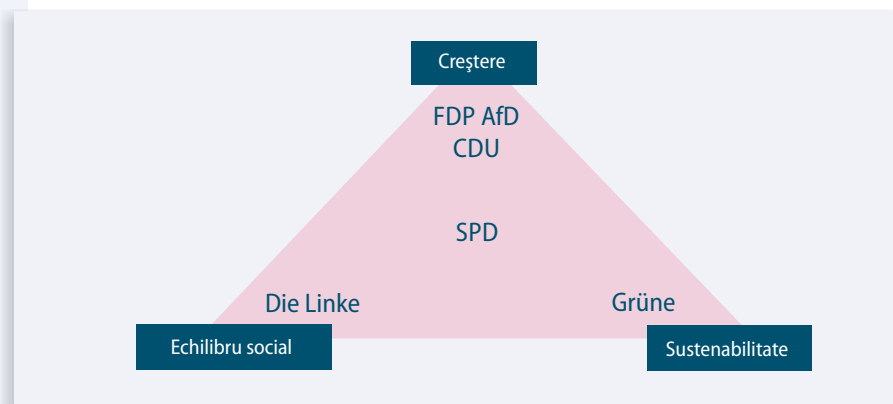 Creştere
FDP AfD
CDU
SPD
Die Linke
Grüne
Echilibru social
Sustenabilitate